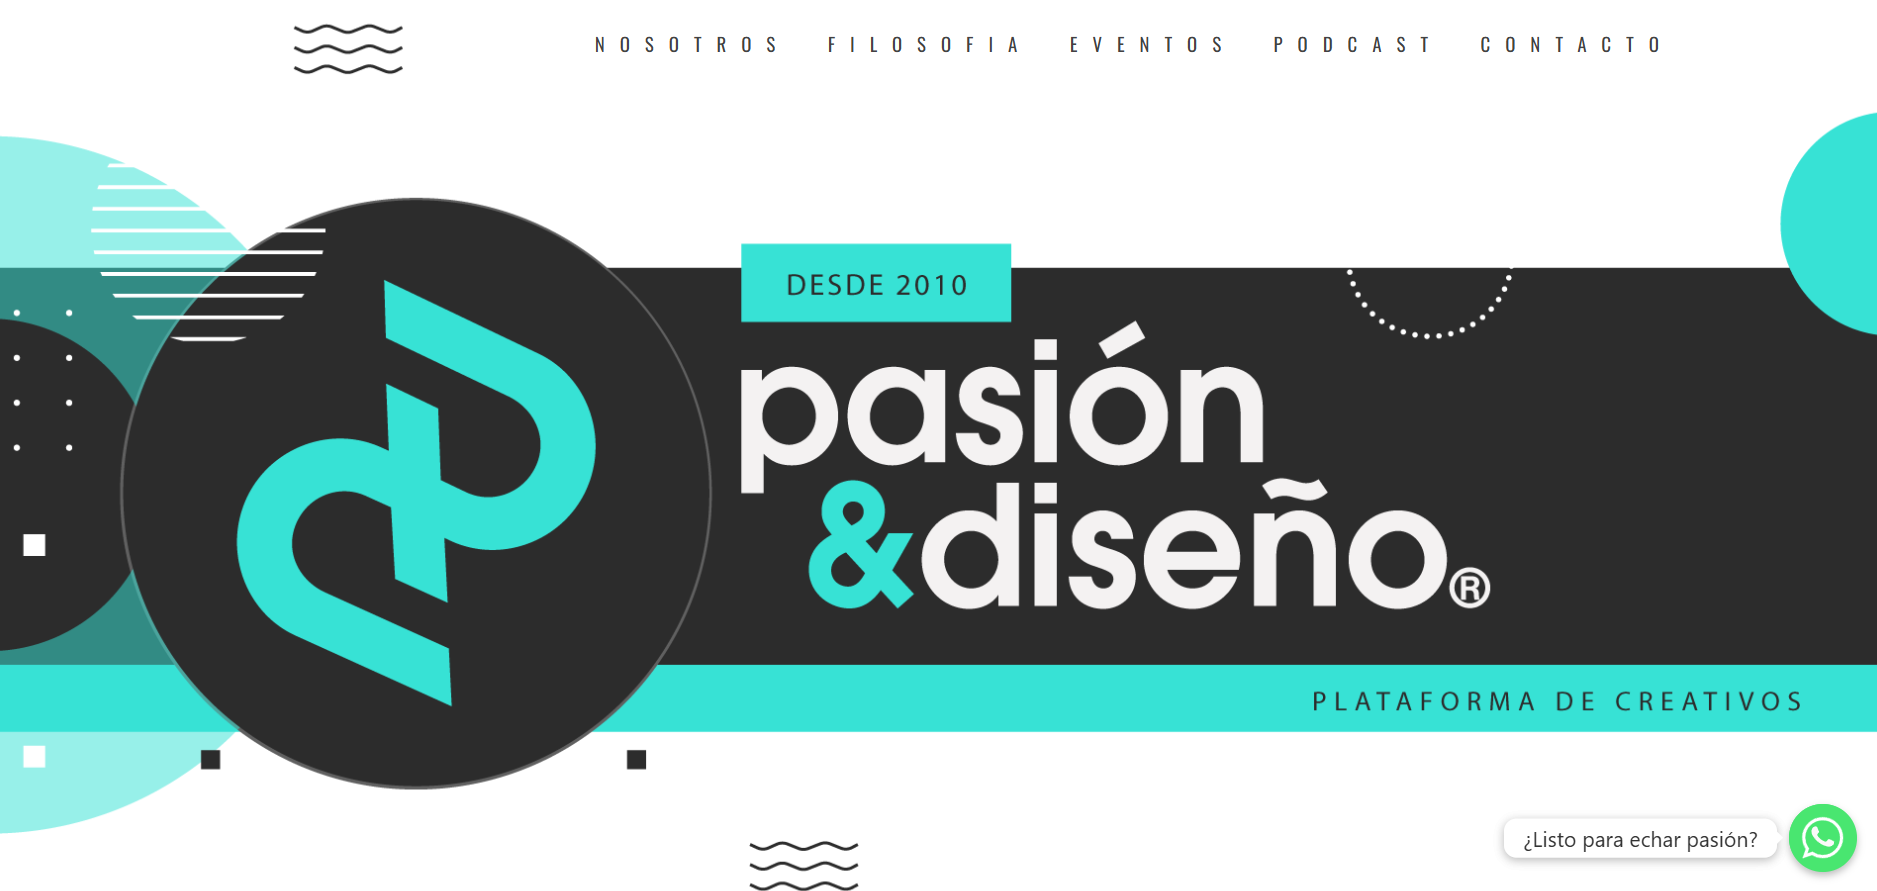 NOSOTROS FILOSOFIA EVENTOS PODCAST CONTACTO
DESDE 2010
pasión
&diseño®
PLATAFORMA DE CREATIVOS
¿Listo para echar pasión?